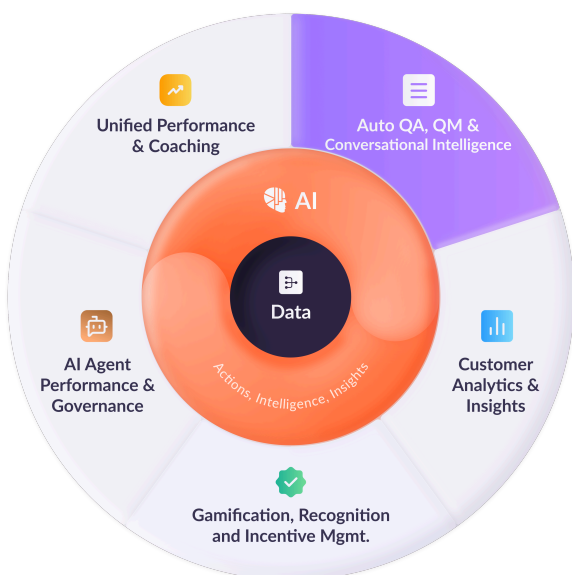 Unified Performance
& Coaching
Auto QA, QM &
Conversational Intelligence
AI
Data
Actions, Intelligence, Insights
AI Agent
Performance &
Governance
Customer
Analytics &
Insights
Gamification, Recognition
and Incentive Mgmt.